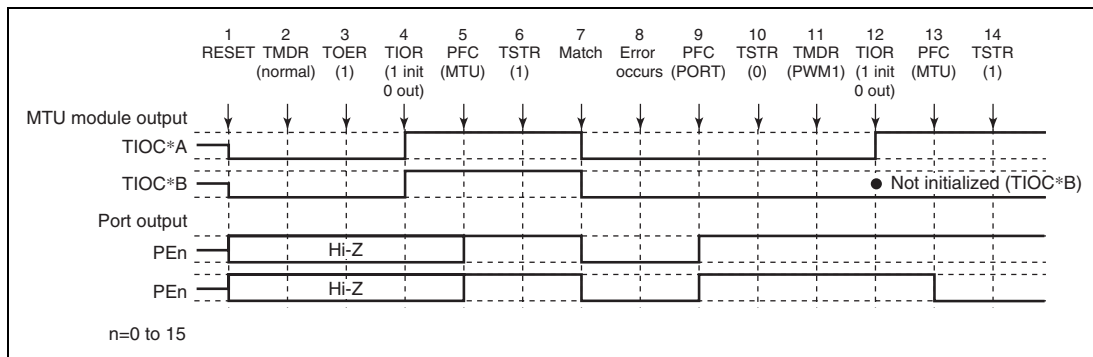 1 2 3 4 5 6 7 8 9 10 11 12 13 14
RESET TMDR TOER TIOR PFC TSTR Match Error PFC TSTR TMDR TIOR PFC TSTR
(normal) (1) (1 init (MTU) (1) occurs (PORT) (0) (PWM1) (1 init (MTU) (1)
0 out) 0 out)
MTU module output
TIOC*A
TIOC*B ● Not initialized (TIOC*B)
Port output
PEn Hi-Z
PEn Hi-Z
n=0 to 15